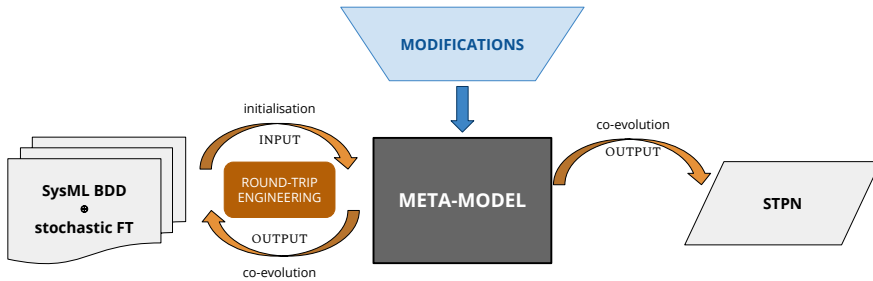 MODIFICATIONS
initialisation
INPUT
SysML BDD
⊕
stochastic FT
ROUND-TRIP
ENGINEERING
OUTPUT
co-evolution
META-MODEL
co-evolution
OUTPUT
STPN